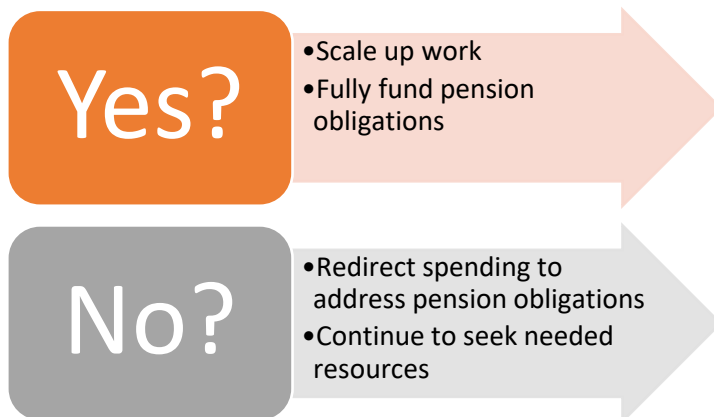 Yes?
•Scale up work
•Fully fund pension
obligations
No?
•Redirect spending to
address pension obligations
•Continue to seek needed
resources